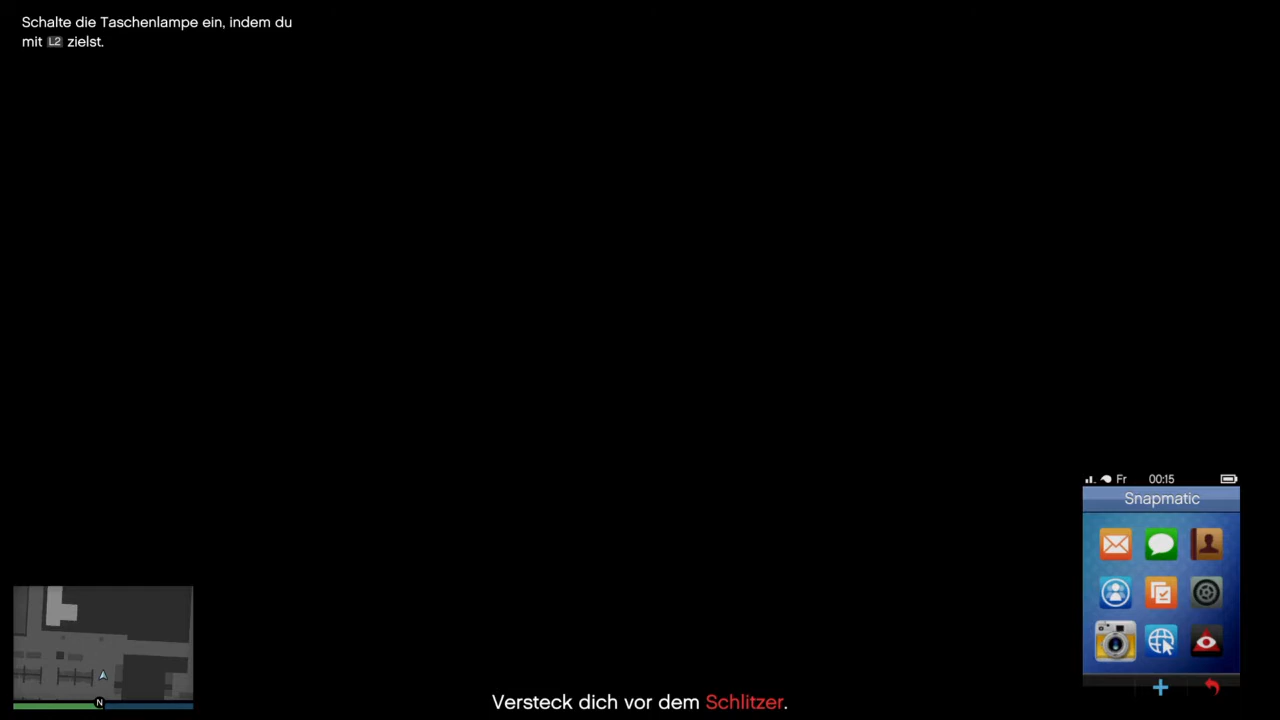 Schalte die Taschenlampe ein, indem du
mit L2 zielst.
Fr 00:15
Snapmatic
N
Versteck dich vor dem Schlitzer.